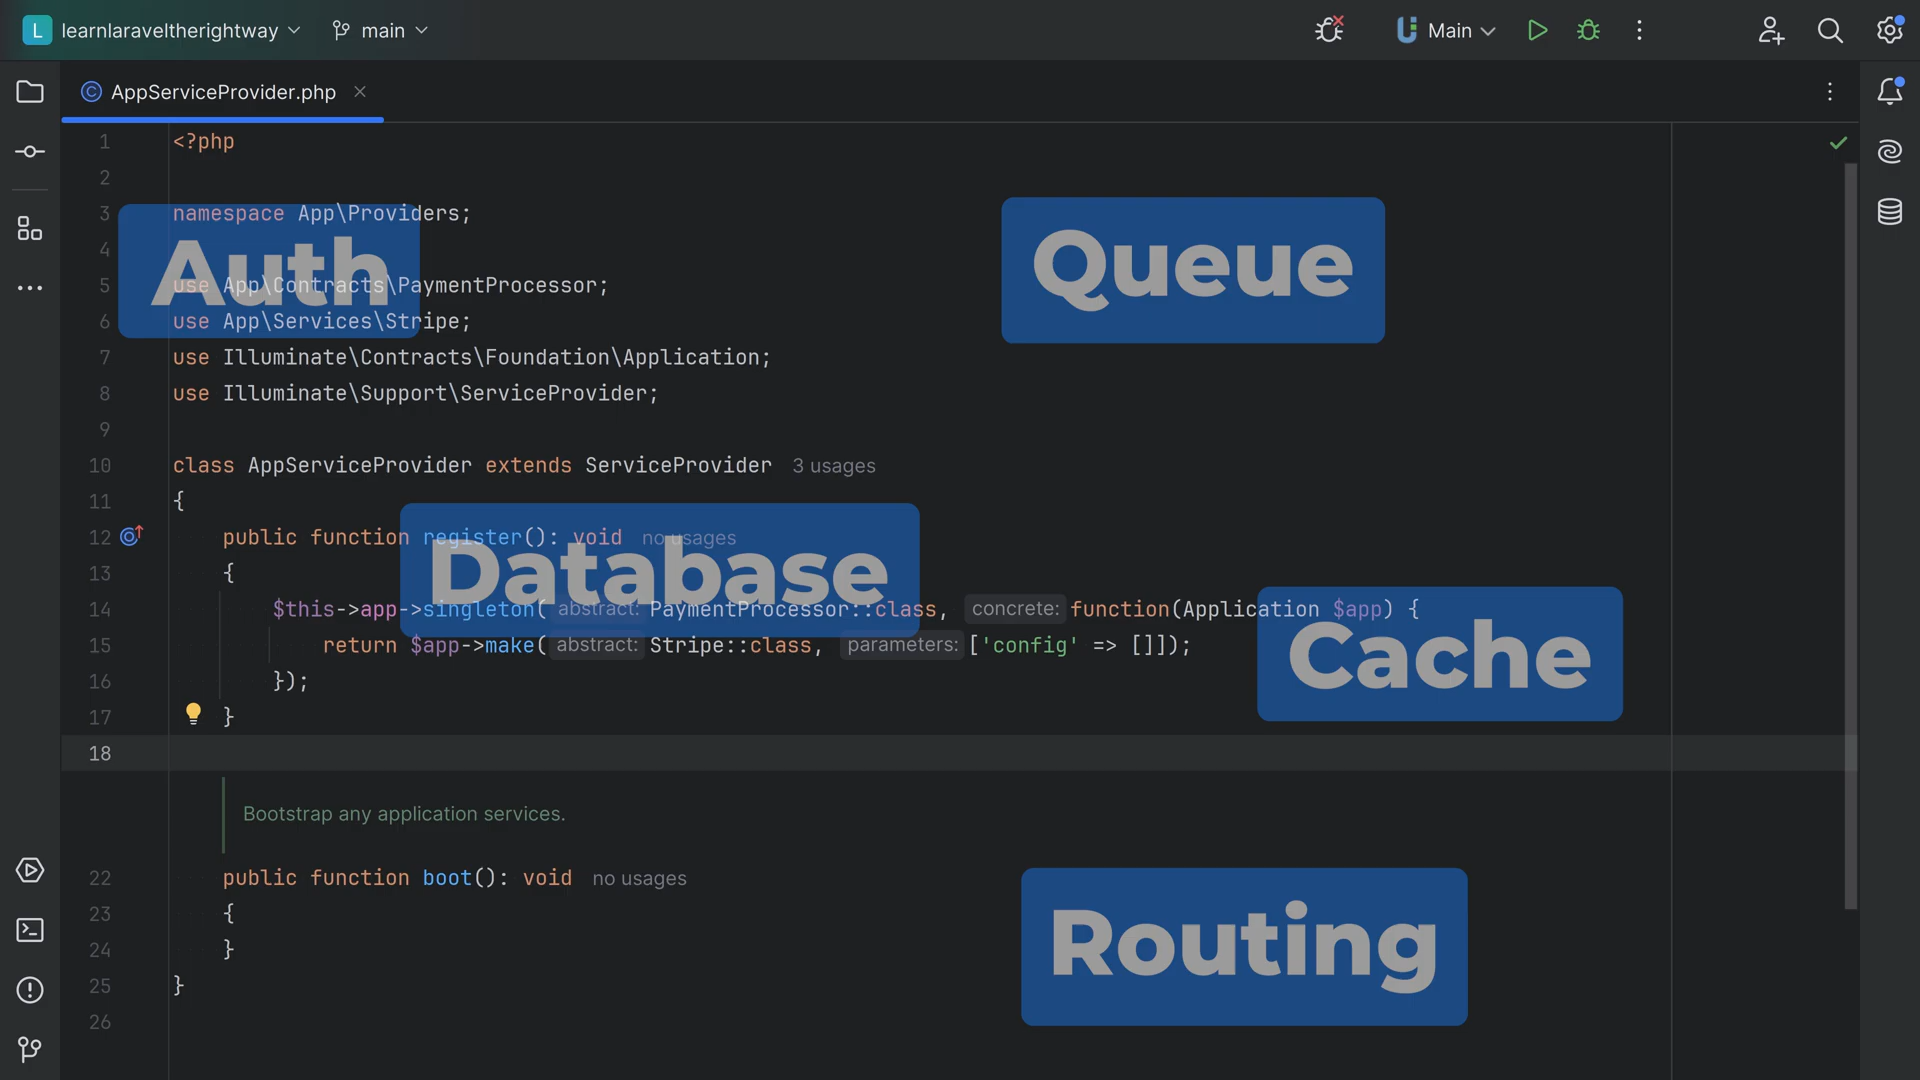 L learnlaraveltherightway main Main
AppServiceProvider.php
1 <?php
2
3 namespace App\Providers;
4
Auth
Queue
5 use App\Contracts\PaymentProcessor;
6 use App\Services\Stripe;
7 use Illuminate\Contracts\Foundation\Application;
8 use Illuminate\Support\ServiceProvider;
9
10 class AppServiceProvider extends ServiceProvider 3 usages
11 {
12 public function register(): void no usages
Database
13 {
14 $this->app->singleton( abstract: PaymentProcessor::class, concrete: function(Application $app) {
15 return $app->make( abstract: Stripe::class, parameters: ['config' => []]);
Cache
16 });
17 }
18
Bootstrap any application services.
22 public function boot(): void no usages
23 {
Routing
24 }
25 }
26